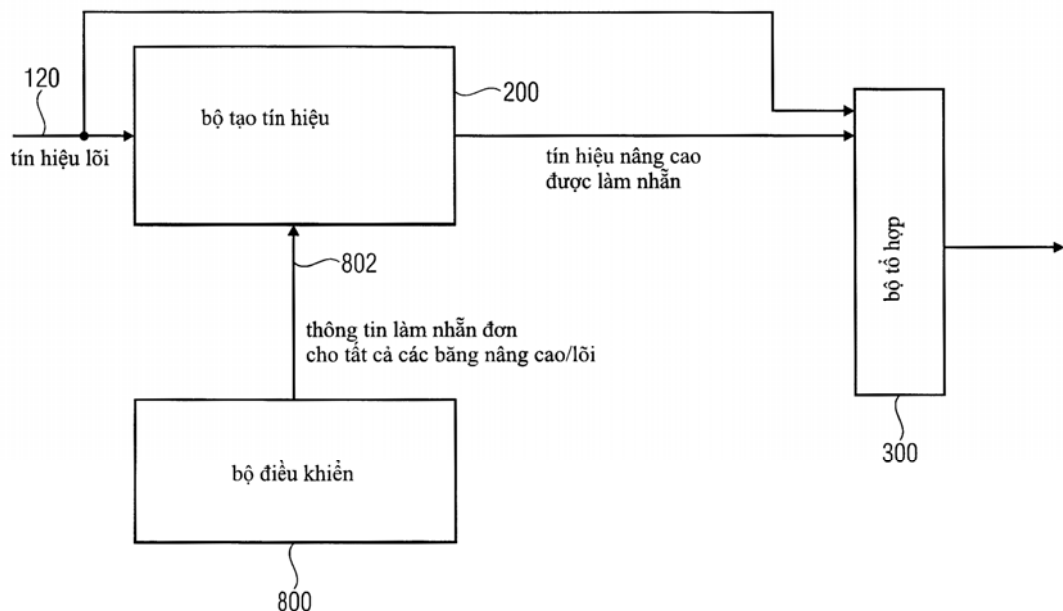 120
tín hiệu lõi
bộ tạo tín hiệu
200
tín hiệu nâng cao
được làm nhẵn
802
thông tin làm nhẵn đơn
cho tất cả các băng nâng cao/lõi
bộ tổ hợp
300
bộ điều khiển
800